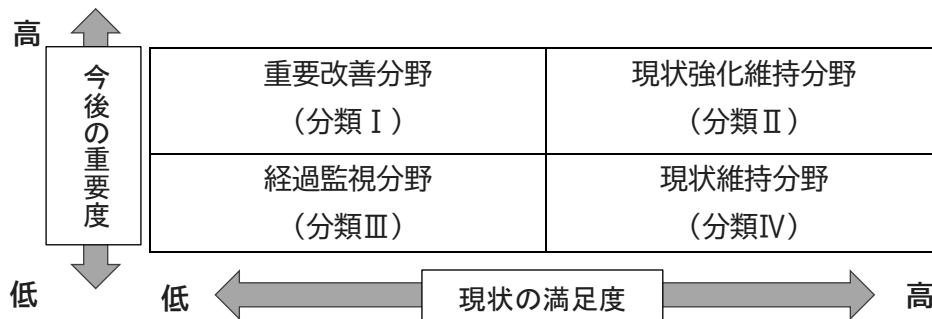 高
今後の重要度
重要改善分野
(分類Ⅰ)
現状強化維持分野
(分類Ⅱ)
経過監視分野
(分類Ⅲ)
現状維持分野
(分類Ⅳ)
低
低
現状の満足度
高